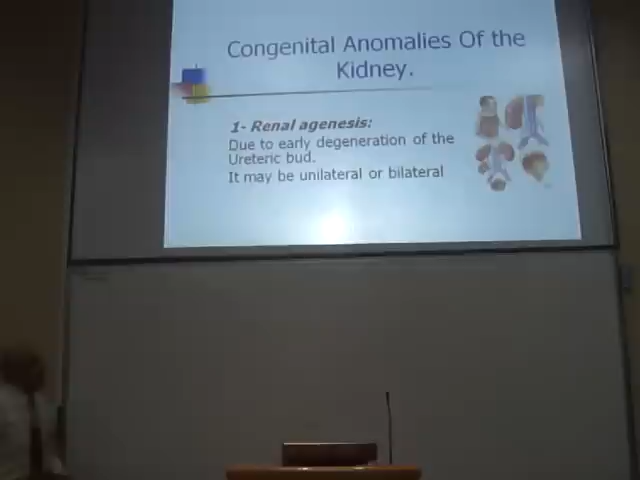 Congenital Anomalies Of the
Kidney.
1- Renal agenesis:
Due to early degeneration of the
Ureteric bud.
It may be unilateral or bilateral